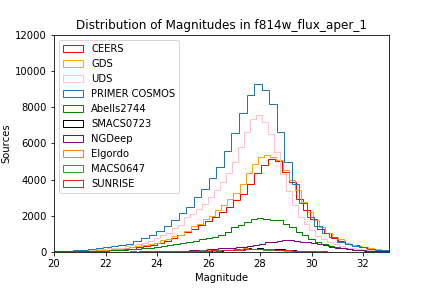 Distribution of Magnitudes in f814w_flux_aper_1
12000
10000
8000
6000
4000
2000
0
Sources
CEERS
GDS
UDS
PRIMER COSMOS
Abells2744
SMACS0723
NGDeep
Elgordo
MACS0647
SUNRISE
20 22 24 26 28 30 32
Magnitude